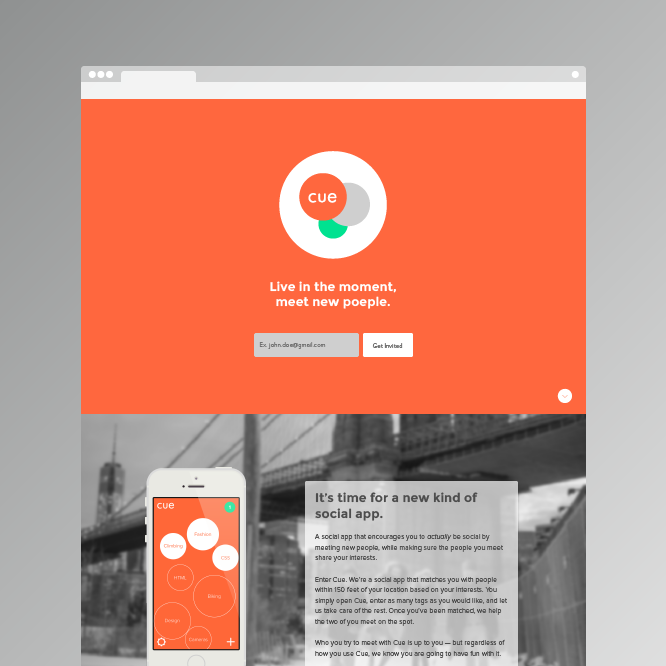 cue
Live in the moment,
meet new poeple.
Ex. john.doe@gmail.com
Get Invited
cue
Fashion
Drinking
CSS
HTML
Biking
Design
Cameras
It's time for a new kind of
social app.
A social app that encourages you to actually be social by
meeting new people, while making sure the people you meet
share your interests.
Enter Cue. We're a social app that matches you with people
within 150 feet of your location based on your interests. You
simply open Cue, enter as many tags as you would like, and let
us take care of the rest. Once you've been matched, we help
the two of you meet on the spot.
Who you try to meet with Cue is up to you — but regardless of
how you use Cue, we know you are going to have fun with it.